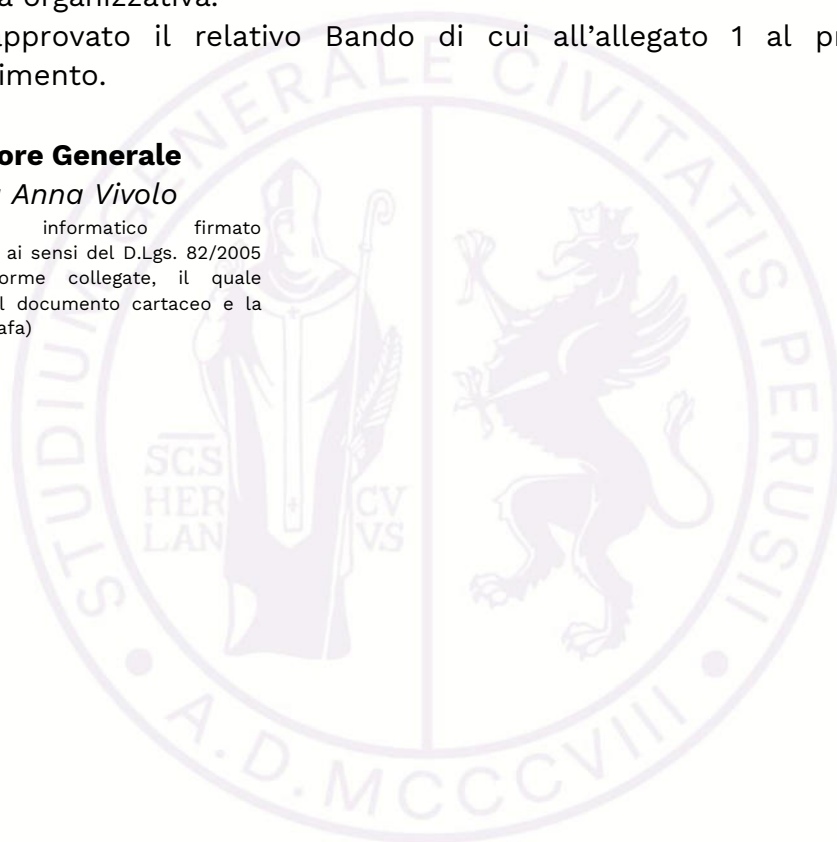 a organizzativa.
pprovato il relativo Bando di cui all'allegato 1 al p
imento.
ore Generale
Anna Vivolo
informatico firmato
ai sensi del D.Lgs. 82/2005
orme collegate, il quale
l documento cartaceo e la
afa)
STUDIUM GENERALE CIVITATIS PERUSII
SCS
HER
LAN
CV
VS
• A.D. MCCCVIII •